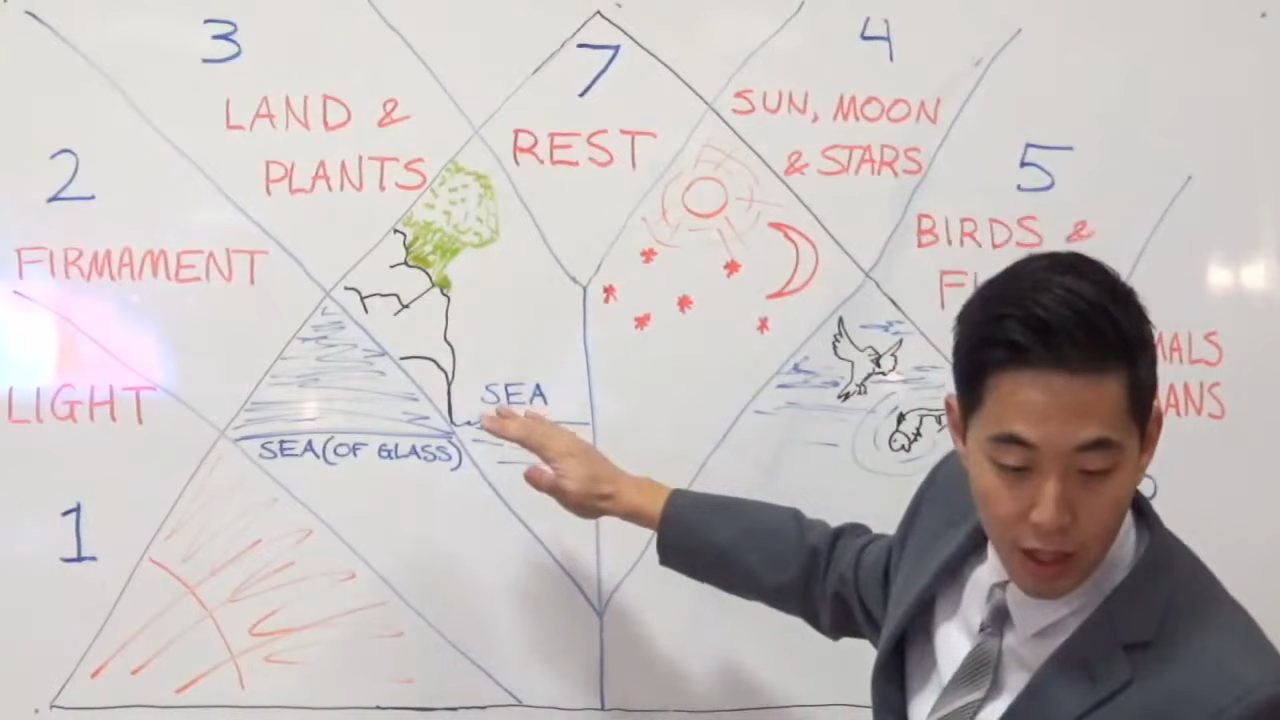 3
LAND &
PLANTS
7
REST
4
SUN, MOON
& STARS
2
FIRMAMENT
5
BIRDS &
LIGHT
SEA
SEA (OF GLASS)
1